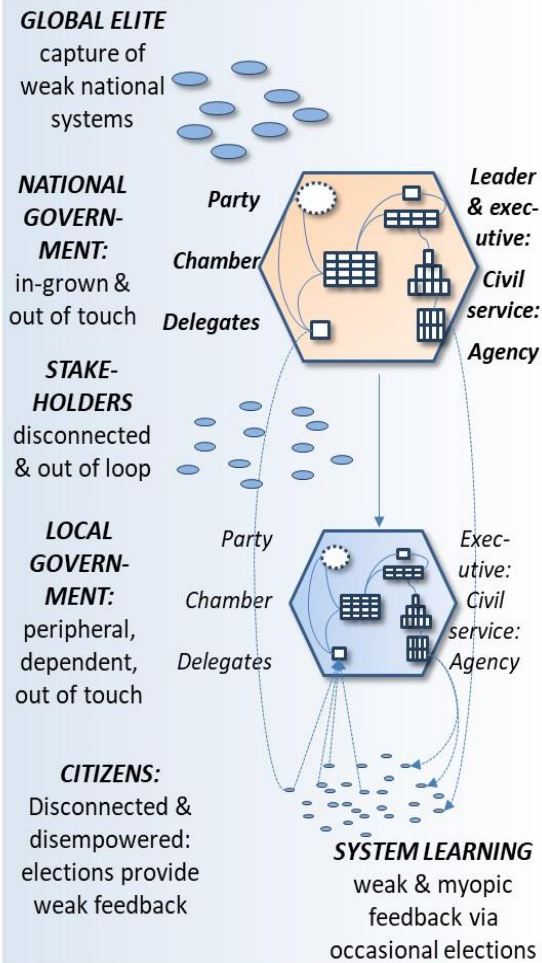 GLOBAL ELITE
capture of
weak national
systems
NATIONAL
GOVERN-
MENT:
in-grown &
out of touch
Party
Chamber
Delegates
Leader
& exec-
utive:
Civil
service:
Agency
STAKE-
HOLDERS
disconnected
& out of loop
LOCAL
GOVERN-
MENT:
peripheral,
dependent,
out of touch
Party
Chamber
Delegates
Exec-
utive:
Civil
service:
Agency
CITIZENS:
Disconnected &
disempowered:
elections provide
weak feedback
SYSTEM LEARNING
weak & myopic
feedback via
occasional elections